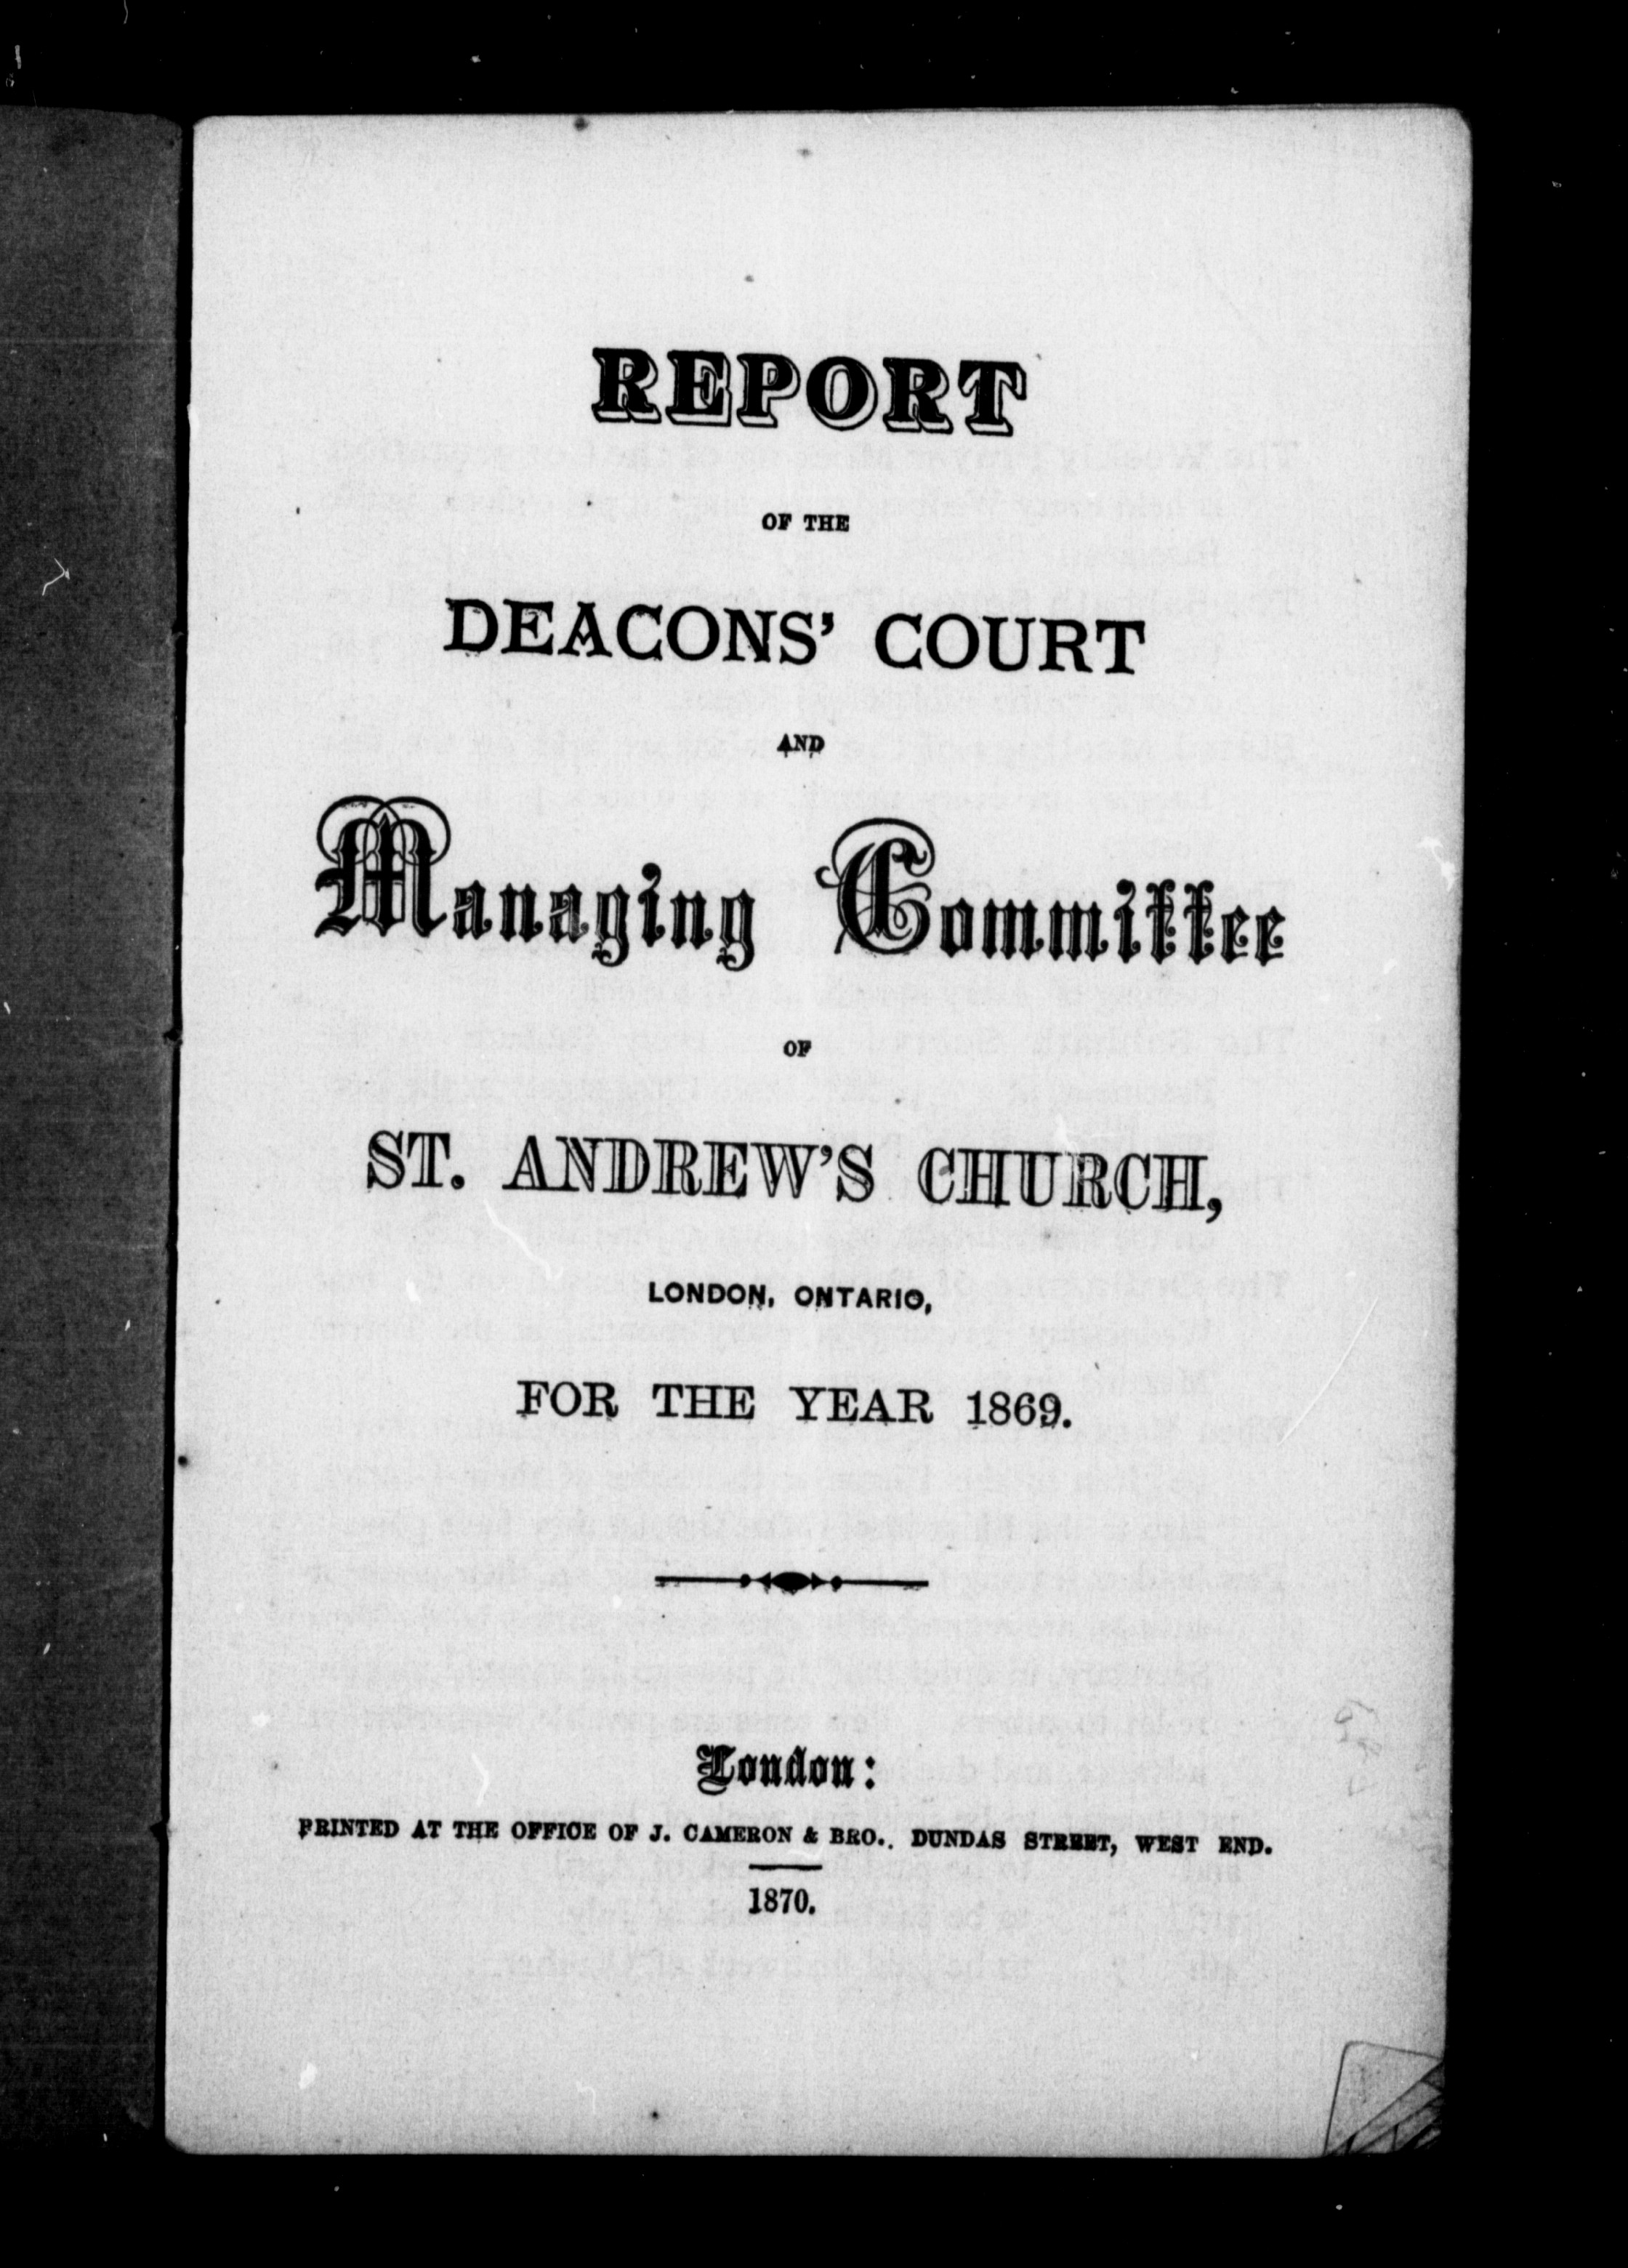 REPORT
OF THE
DEACONS' COURT
AND
Managing Committee
OF
ST. ANDREW'S CHURCH,
LONDON, ONTARIO,
FOR THE YEAR 1869.
London:
PRINTED AT THE OFFICE OF J. CAMERON & BRO., DUNDAS STREET, WEST END.
1870.